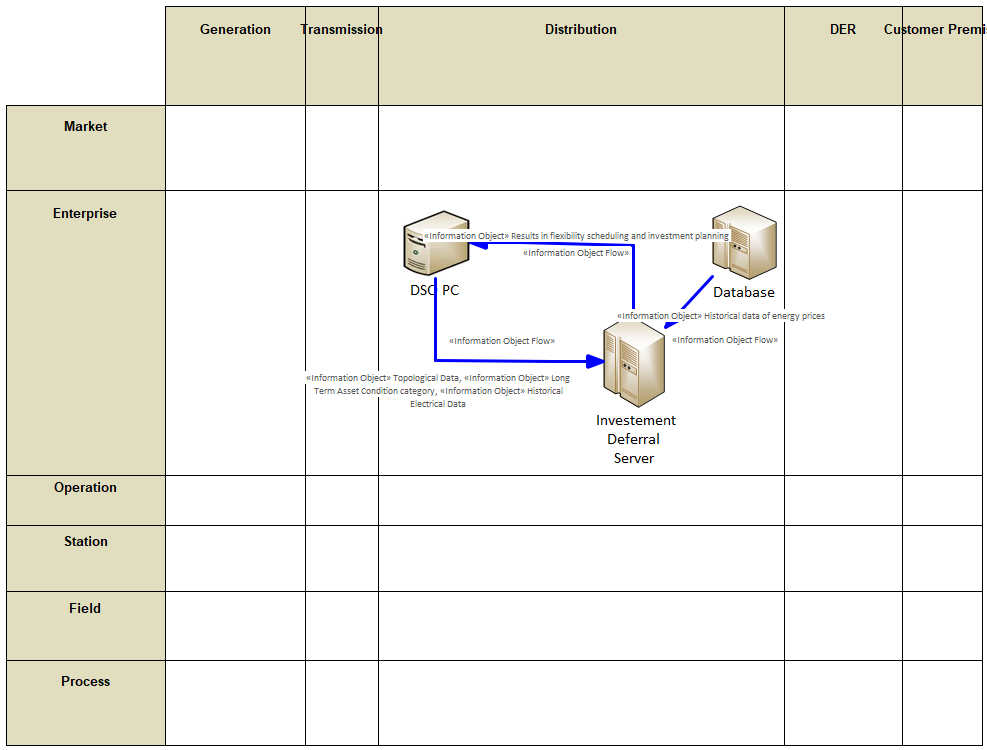 Generation
Transmission
Distribution
DER
Customer Premi
Market
Enterprise
«Information Object» Results in flexibility scheduling and investment planning
«Information Object Flow»
DSO PC
Database
«Information Object» Historical data of energy prices
«Information Object Flow»
«Information Object Flow»
«Information Object» Topological Data, «Information Object» Long
Term Asset Condition category, «Information Object» Historical
Electrical Data
Investement
Deferral
Server
Operation
Station
Field
Process